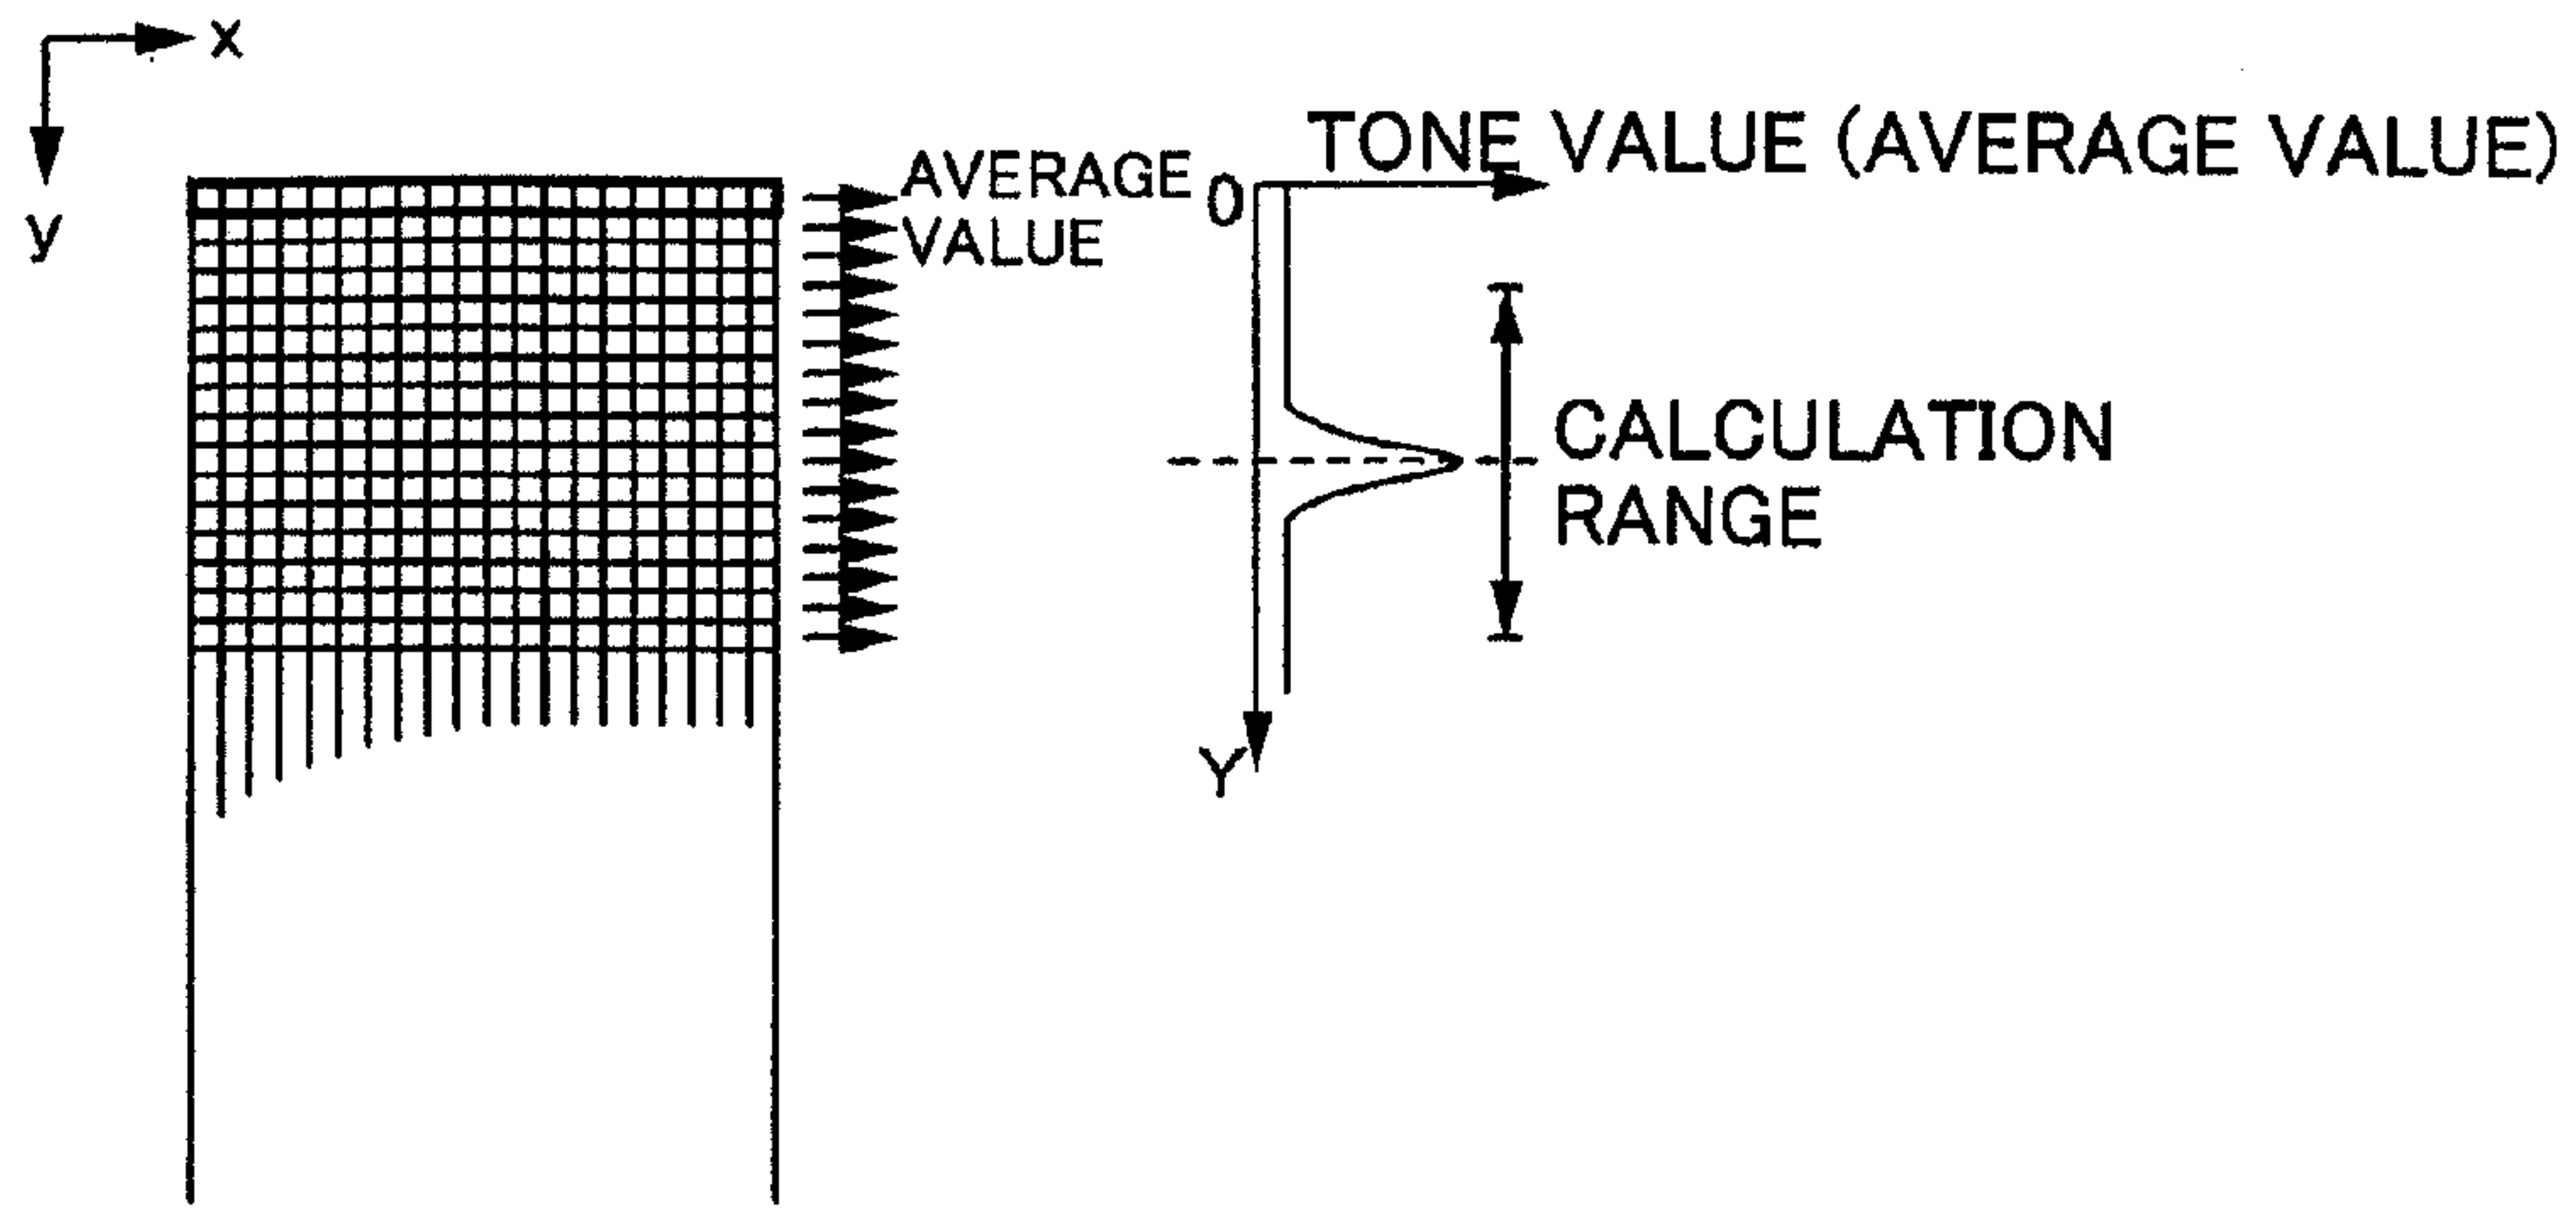 x
y
AVERAGE
VALUE
TONE VALUE (AVERAGE VALUE)
0
CALCULATION
RANGE
Y